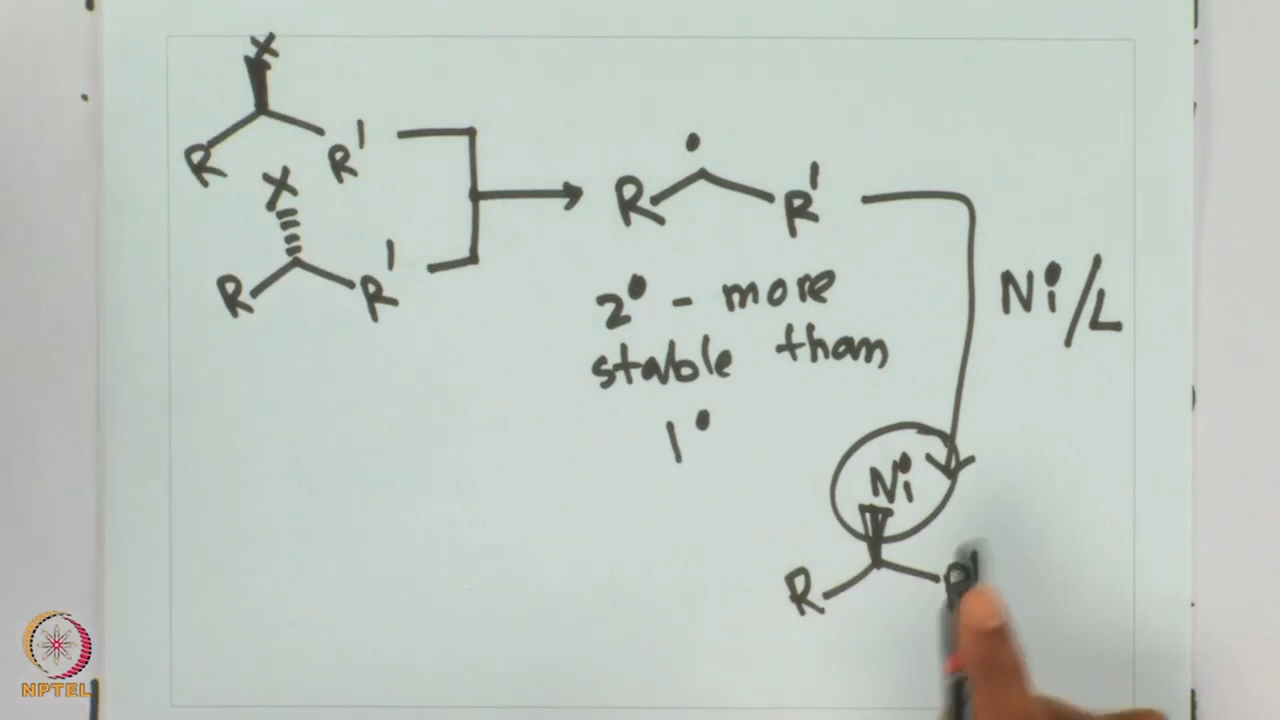 X
R R'
X
R R'
R R'
2° - more
stable than
1°
Ni/L
Ni
R R
NPTEL